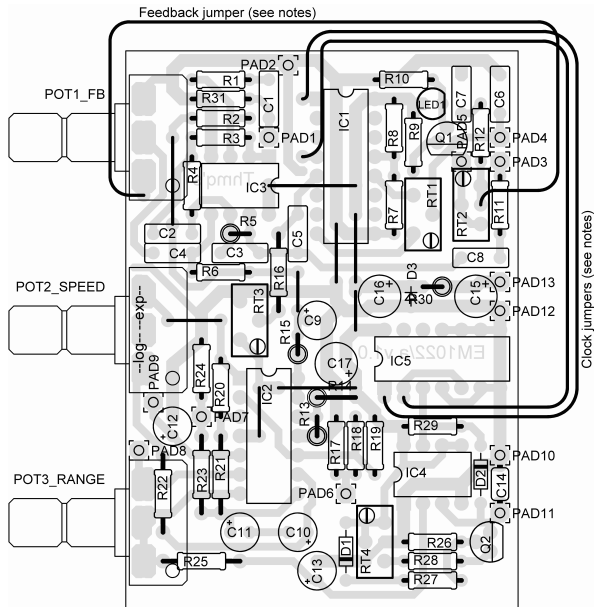 Feedback jumper (see notes)
PAD2
POT1_FB
R1
R31
R2
R3
C1
PAD1
R10
LED1
C7
C6
IC1
R8
R9
Q1
PAD5
R12
PAD4
PAD3
R4
IC3
Thmq
R7
RT1
RT2
R11
C2
R5
C5
C4
C3
C8
R6
R16
POT2_SPEED
--log-- --exp--
RT3
C9
R15
C16
D3
R30
C15
PAD13
PAD12
Clock jumpers (see notes)
C17
EM1022/a v1.0
IC5
PAD9
R24
R20
IC2
R13
C12
PAD7
PAD8
R29
POT3_RANGE
R22
R23
R21
R17
R18
R19
IC4
D2
PAD10
C14
PAD6
PAD11
C11
C10
D1
RT4
R26
Q2
R25
C13
R28
R27